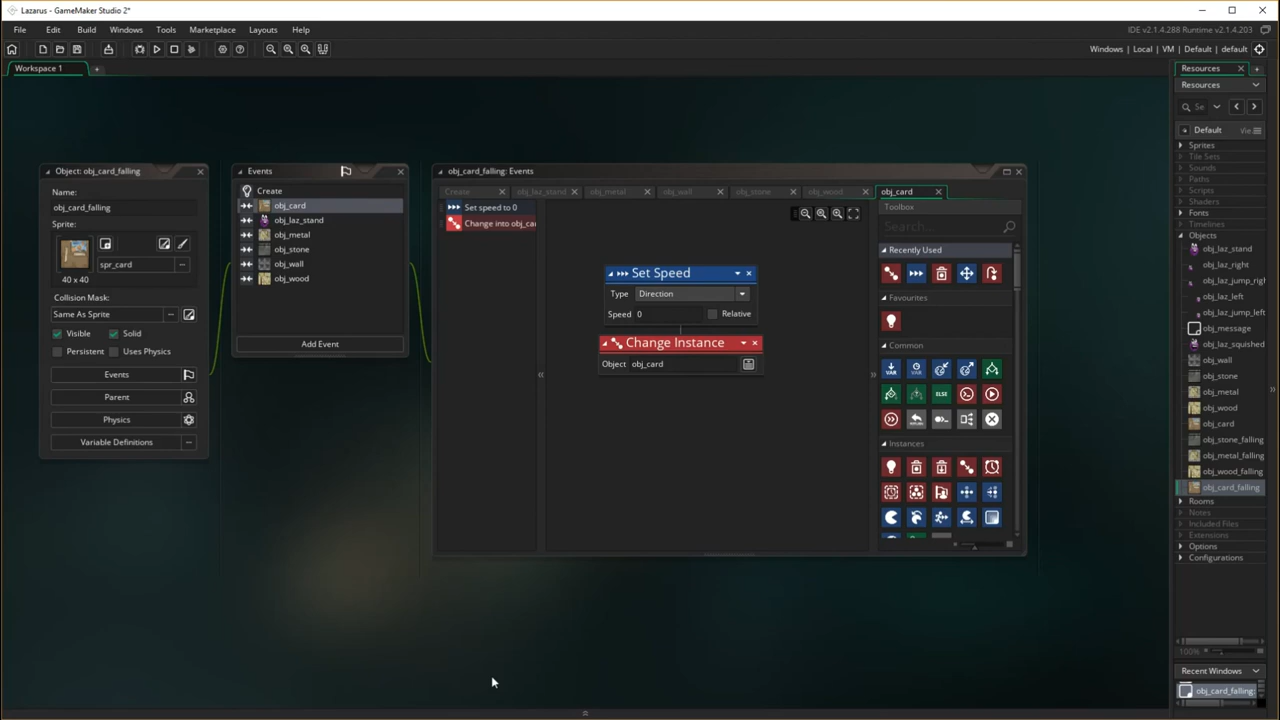 Lazarus - GameMaker Studio 2*
File Edit Build Windows Tools Marketplace Layouts Help
IDE v2.1.4.288 Runtime v2.1.4.203
Windows | Local | VM | Default | default
Workspace 1
Object: obj_card_falling
Name:
obj_card_falling
Sprite:
spr_card
40 x 40
Collision Mask:
Same As Sprite
Visible
Solid
Persistent
Uses Physics
Events
Parent
Physics
Variable Definitions
Events
Create
obj_card
obj_laz_stand
obj_metal
obj_stone
obj_wall
obj_wood
Add Event
obj_card_falling: Events
Create
obj_laz_stand
obj_metal
obj_wall
obj_stone
obj_wood
obj_card
Set speed to 0
Change into obj_ca
Set Speed
Type Direction
Speed 0 Relative
Change Instance
Object obj_card
Toolbox
Search...
Recently Used
Favourites
Common
VAR
VAR
ELSE
Instances
Resources
Resources
Se
Default
Vie
Sprites
Tile Sets
Sounds
Paths
Scripts
Shaders
Fonts
Timelines
Objects
obj_laz_stand
obj_laz_right
obj_laz_jump_rig
obj_laz_left
obj_laz_jump_left
obj_message
obj_laz_squished
obj_wall
obj_stone
obj_metal
obj_wood
obj_card
obj_stone_falling
obj_metal_falling
obj_wood_falling
obj_card_falling
Rooms
Notes
Included Files
Extensions
Options
Configurations
100%
Recent Windows
obj_card_falling: